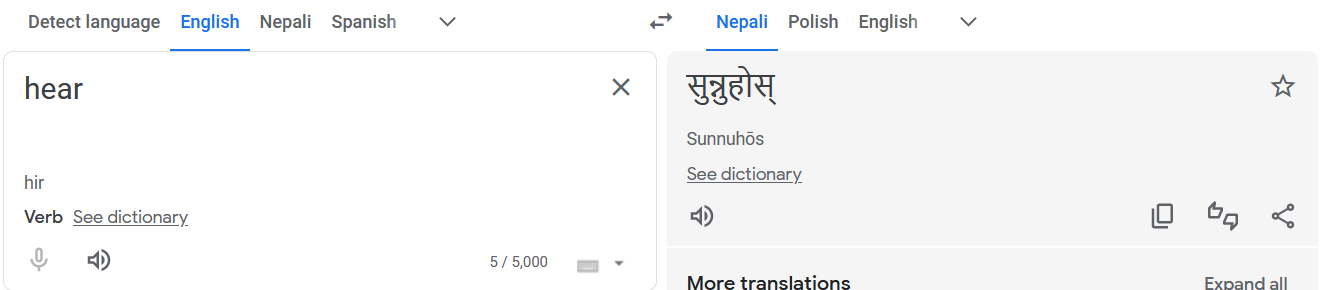 Detect language English Nepali Spanish
Nepali Polish English
hear
सुन्नुहोस्
Sunnuhōs
See dictionary
hir
Verb See dictionary
5 / 5,000
More translations Expand all